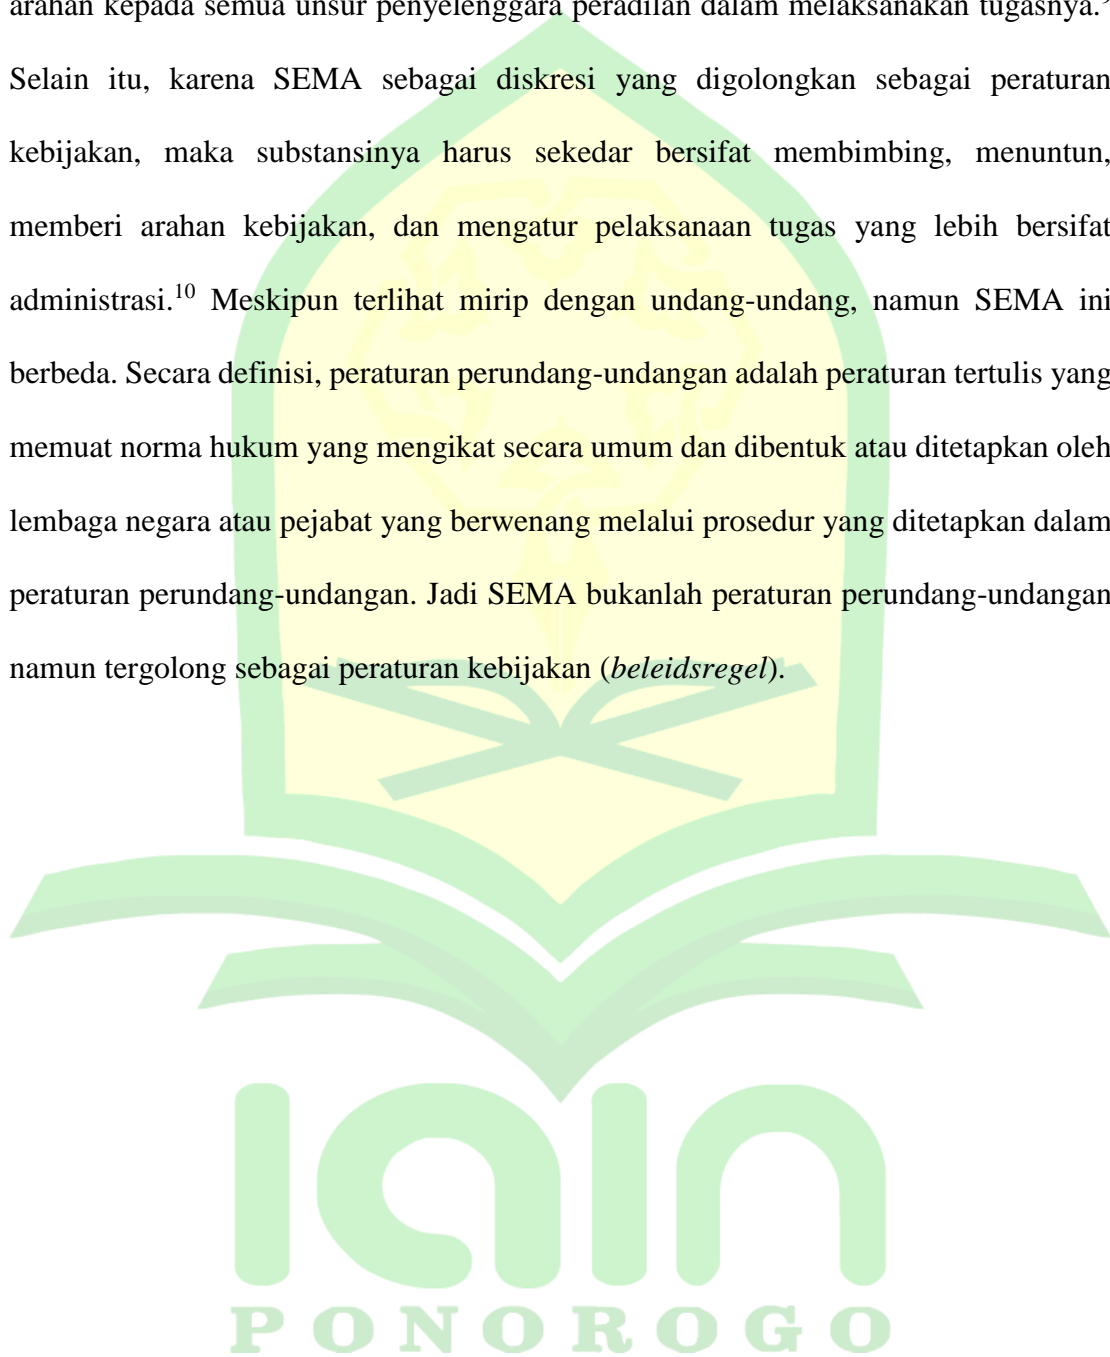 arahan kepada semua unsur penyelenggara peradilan dalam melaksanakan tugasnya.
Selain itu, karena SEMA sebagai diskresi yang digolongkan sebagai peraturan
kebijakan, maka substansinya harus sekedar bersifat membimbing, menuntun,
memberi arahan kebijakan, dan mengatur pelaksanaan tugas yang lebih bersifat
administrasi.10 Meskipun terlihat mirip dengan undang-undang, namun SEMA ini
berbeda. Secara definisi, peraturan perundang-undangan adalah peraturan tertulis yang
memuat norma hukum yang mengikat secara umum dan dibentuk atau ditetapkan oleh
lembaga negara atau pejabat yang berwenang melalui prosedur yang ditetapkan dalam
peraturan perundang-undangan. Jadi SEMA bukanlah peraturan perundang-undangan
namun tergolong sebagai peraturan kebijakan (beleidsregel).
iain
PONOROGO